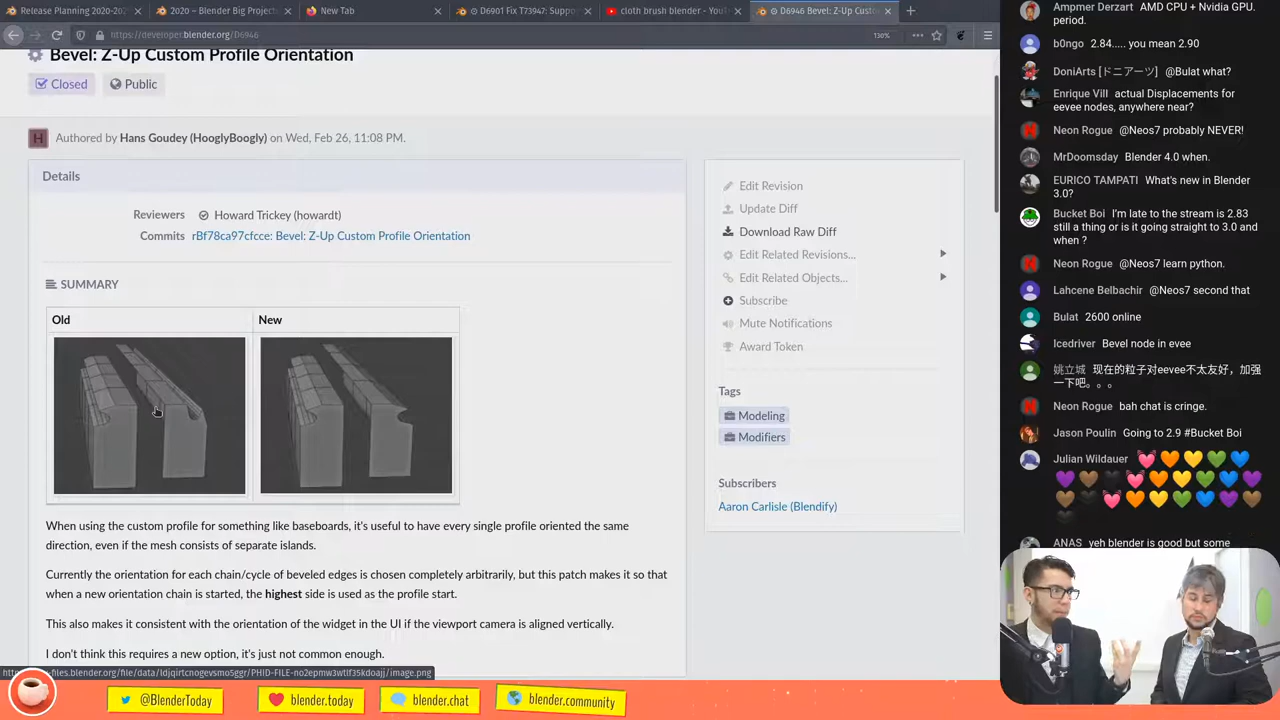 Release Planning 2020-202
2020 – Blender Big Project
New Tab
D6901 Fix T73947: Suppo
cloth brush blender - YouT
D6946 Bevel: Z-Up Custom
https://developer.blender.org/D6946
130%
Bevel: Z-Up Custom Profile Orientation
Closed
Public
Authored by Hans Goudey (HooglyBoogly) on Wed, Feb 26, 11:08 PM.
Details
Reviewers
Howard Trickey (howardt)
Commits
rBf78ca97cfcce: Bevel: Z-Up Custom Profile Orientation
SUMMARY
Old
New
When using the custom profile for something like baseboards, it's useful to have every single profile oriented the same
direction, even if the mesh consists of separate islands.
Currently the orientation for each chain/cycle of beveled edges is chosen completely arbitrarily, but this patch makes it so that
when a new orientation chain is started, the highest side is used as the profile start.
This also makes it consistent with the orientation of the widget in the UI if the viewport camera is aligned vertically.
I don't think this requires a new option, it's just not common enough.
Edit Revision
Update Diff
Download Raw Diff
Edit Related Revisions...
Edit Related Objects...
Subscribe
Mute Notifications
Award Token
Tags
Modeling
Modifiers
Subscribers
Aaron Carlisle (Blendify)
@BlenderToday
blender.today
blender.chat
blender.community
Ampmer Derzart AMD CPU + Nvidia GPU.
period.
b0ngo 2.84..... you mean 2.90
DoniArts [ドニアーツ] @Bulat what?
Enrique Vill actual Displacements for
eevee nodes, anywhere near?
Neon Rogue @Neos7 probably NEVER!
MrDoomsday Blender 4.0 when.
EURICO TAMPATI What's new in Blender
3.0?
Bucket Boi I'm late to the stream is 2.83
still a thing or is it going straight to 3.0 and
when ?
Neon Rogue @Neos7 learn python.
Lahcene Belbachir @Neos7 second that
Bulat 2600 online
Icedriver Bevel node in evee
姚立城 现在的粒子对eevee不太友好，加强
一下吧。。。
Neon Rogue bah chat is cringe.
Jason Poulin Going to 2.9 #Bucket Boi
Julian Wildauer
ANAS yeh blender is good but some